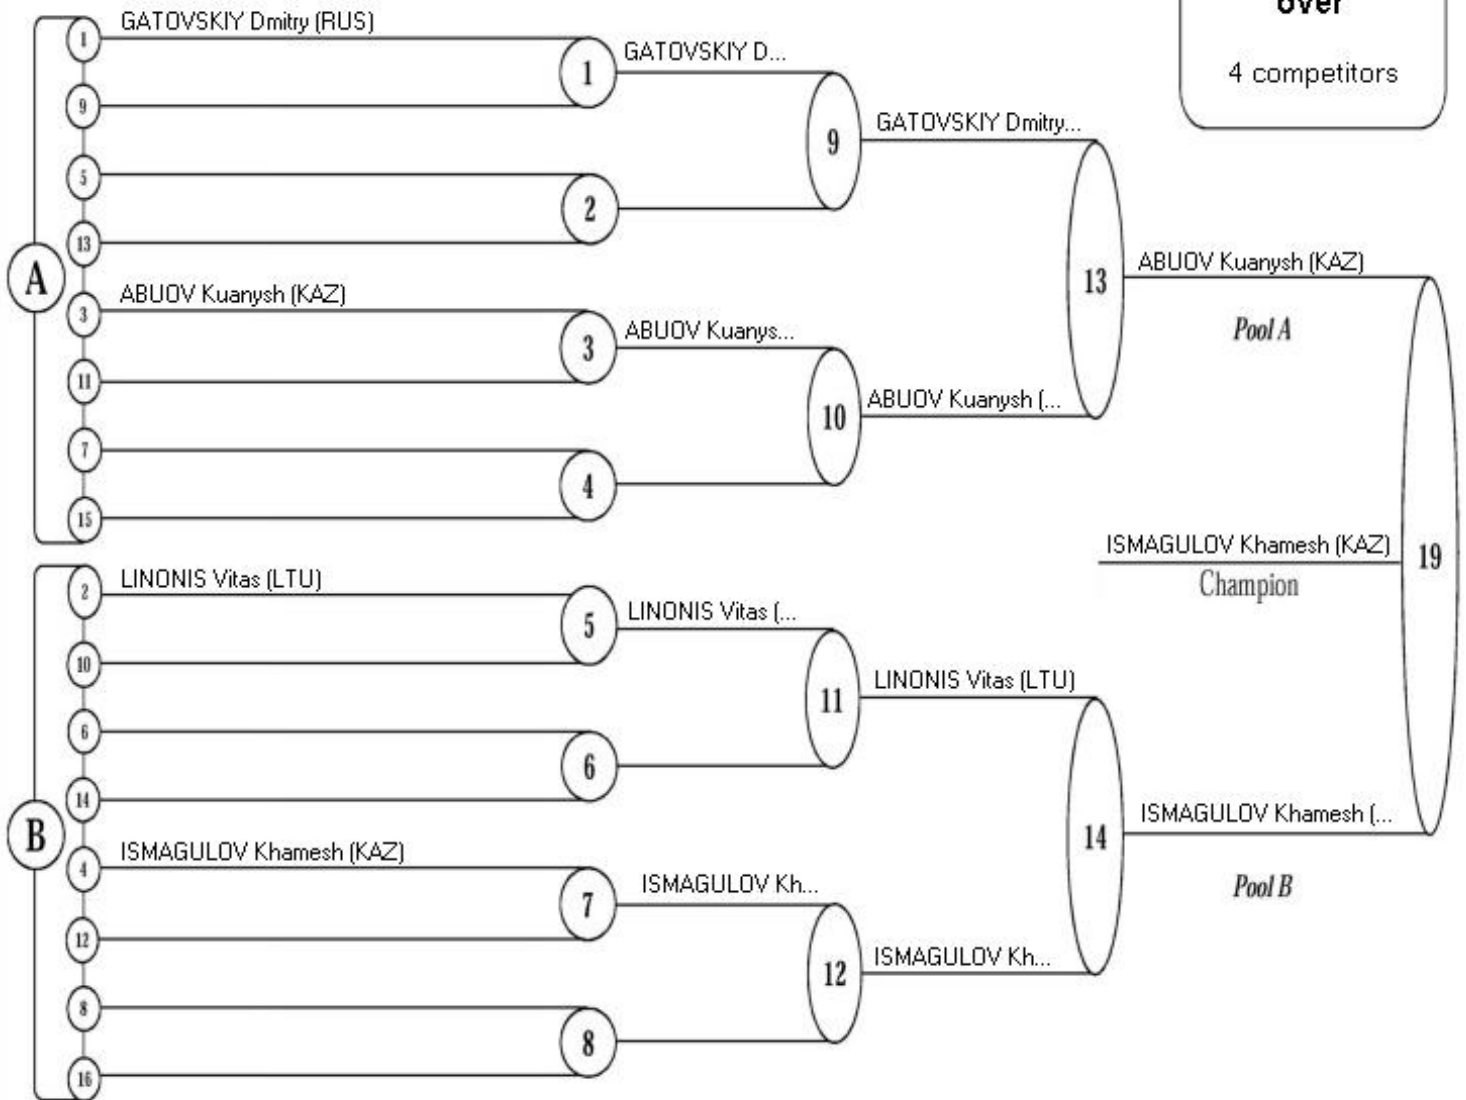 over
4 competitors
GATOVSKIY Dmitry (RUS)
1
9
5
13
A
ABUOV Kuanysh (KAZ)
3
11
7
15
1
2
3
4
GATOVSKIY D...
ABUOV Kuanys...
9
10
GATOVSKIY Dmitry...
ABUOV Kuanysh (...
13
ABUOV Kuanysh (KAZ)
Pool A
ISMAGULOV Khamesh (KAZ)
Champion
19
LINONIS Vitas (LTU)
2
10
6
14
B
ISMAGULOV Khamesh (KAZ)
4
12
8
16
5
6
7
8
LINONIS Vitas (...
ISMAGULOV Kh...
11
12
LINONIS Vitas (LTU)
ISMAGULOV Kh...
14
ISMAGULOV Khamesh (...
Pool B